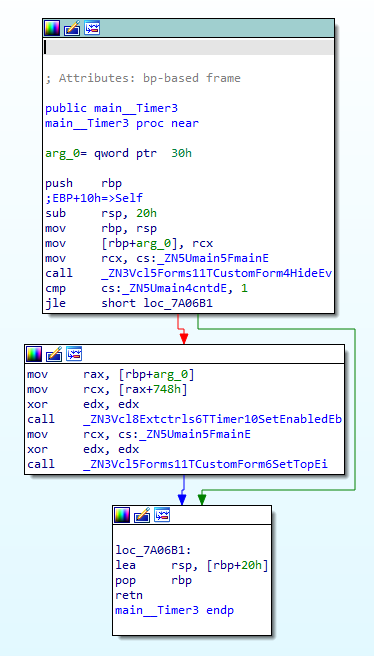 ; Attributes: bp-based frame
public main__Timer3
main__Timer3 proc near
arg_0= qword ptr  30h
push    rbp
;EBP+10h=>Self
sub     rsp, 20h
mov     rbp, rsp
mov     [rbp+arg_0], rcx
mov     rcx, cs:_ZN5Umain5FmainE
call    _ZN3Vcl5Forms11TCustomForm4HideEv
cmp     cs:_ZN5Umain4cntdE, 1
jle     short loc_7A06B1
mov     rax, [rbp+arg_0]
mov     rcx, [rax+748h]
xor     edx, edx
call    _ZN3Vcl8Extctrls6TTimer10SetEnabledEb
mov     rcx, cs:_ZN5Umain5FmainE
xor     edx, edx
call    _ZN3Vcl5Forms11TCustomForm6SetTopEi
loc_7A06B1:
lea     rsp, [rbp+20h]
pop     rbp
retn
main__Timer3 endp